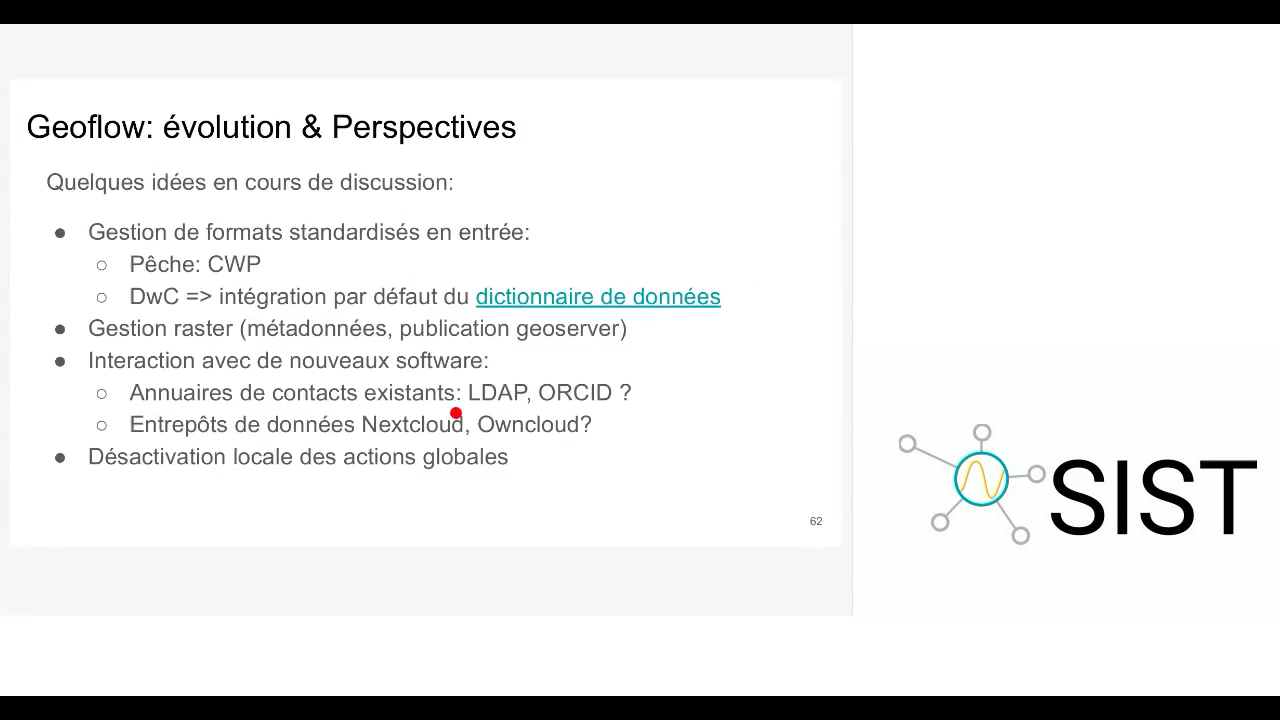 Geoflow: évolution & Perspectives
Quelques idées en cours de discussion:
● Gestion de formats standardisés en entrée:
○ Pêche: CWP
○ DwC => intégration par défaut du dictionnaire de données
● Gestion raster (métadonnées, publication geoserver)
● Interaction avec de nouveaux software:
○ Annuaires de contacts existants: LDAP, ORCID ?
○ Entrepôts de données Nextcloud, Owncloud?
● Désactivation locale des actions globales
62
SIST